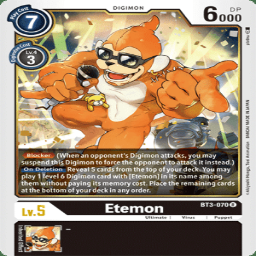 DIGIMON
Play Cost
7
6000
DP
Lv.4
3
Blocker (When an opponent's Digimon attacks, you may
suspend this Digimon to force the opponent to attack it instead.)
On Deletion Reveal 5 cards from the top of your deck. You may
play 1 level 6 Digimon card with [Etemon] in its name among
them without paying its memory cost. Place the remaining cards
at the bottom of your deck in any order.
BT3-070 R
Lv.5
Etemon
Ultimate | Virus | Puppet